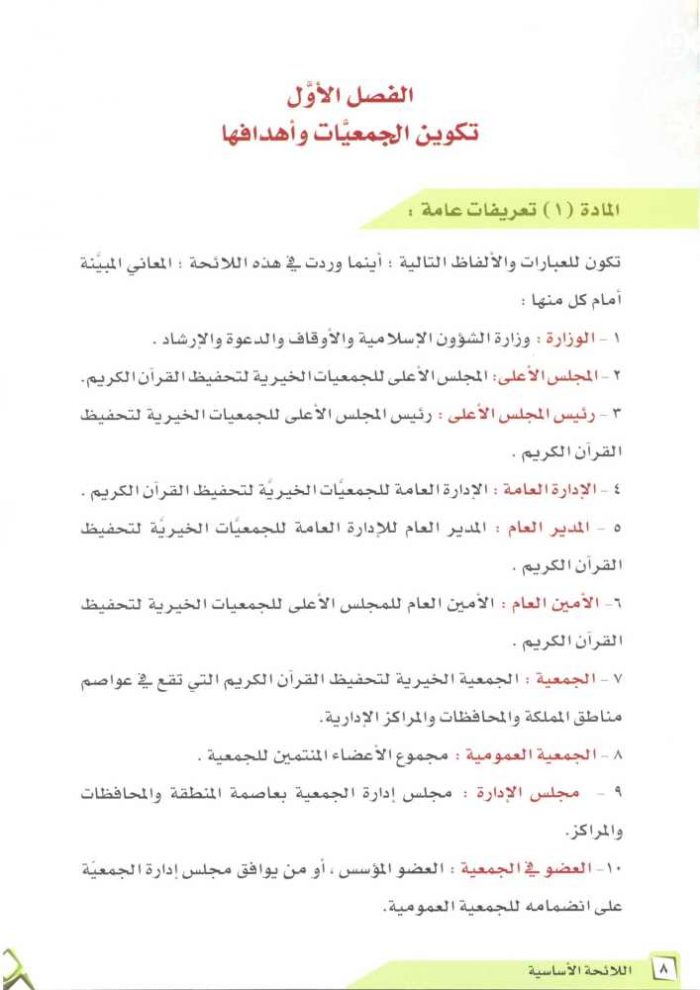 الفصل الأوَّل
تكوين الجمعيَّات وأهدافها
المادة (١) تعريفات عامة :
تكون للعبارات والألفاظ التالية ؛ أينما وردت في هذه اللائحة ؛ المعاني المبيَّنة
أمام كل منها :
١ - الوزارة : وزارة الشؤون الإسلامية والأوقاف والدعوة والإرشاد .
٢ - المجلس الأعلى: المجلس الأعلى للجمعيات الخيرية لتحفيظ القرآن الكريم.
٣ - رئيس المجلس الأعلى : رئيس المجلس الأعلى للجمعيات الخيرية لتحفيظ
القرآن الكريم .
٤ - الإدارة العامة : الإدارة العامة للجمعيَّات الخيريَّة لتحفيظ القرآن الكريم .
٥ - المدير العام : المدير العام للإدارة العامة للجمعيَّات الخيريَّة لتحفيظ
القرآن الكريم .
٦- الأمين العام : الأمين العام للمجلس الأعلى للجمعيات الخيرية لتحفيظ
القرآن الكريم .
٧ - الجمعية : الجمعية الخيرية لتحفيظ القرآن الكريم التي تقع في عواصم
مناطق المملكة والمحافظات والمراكز الإدارية.
٨ - الجمعية العمومية : مجموع الأعضاء المنتمين للجمعية .
٩ - مجلس الإدارة : مجلس إدارة الجمعية بعاصمة المنطقة والمحافظات
والمراكز.
١٠- العضو في الجمعية : العضو المؤسس ، أو من يوافق مجلس إدارة الجمعيّة
على انضمامه للجمعية العمومية.
٨ اللائحة الأساسية